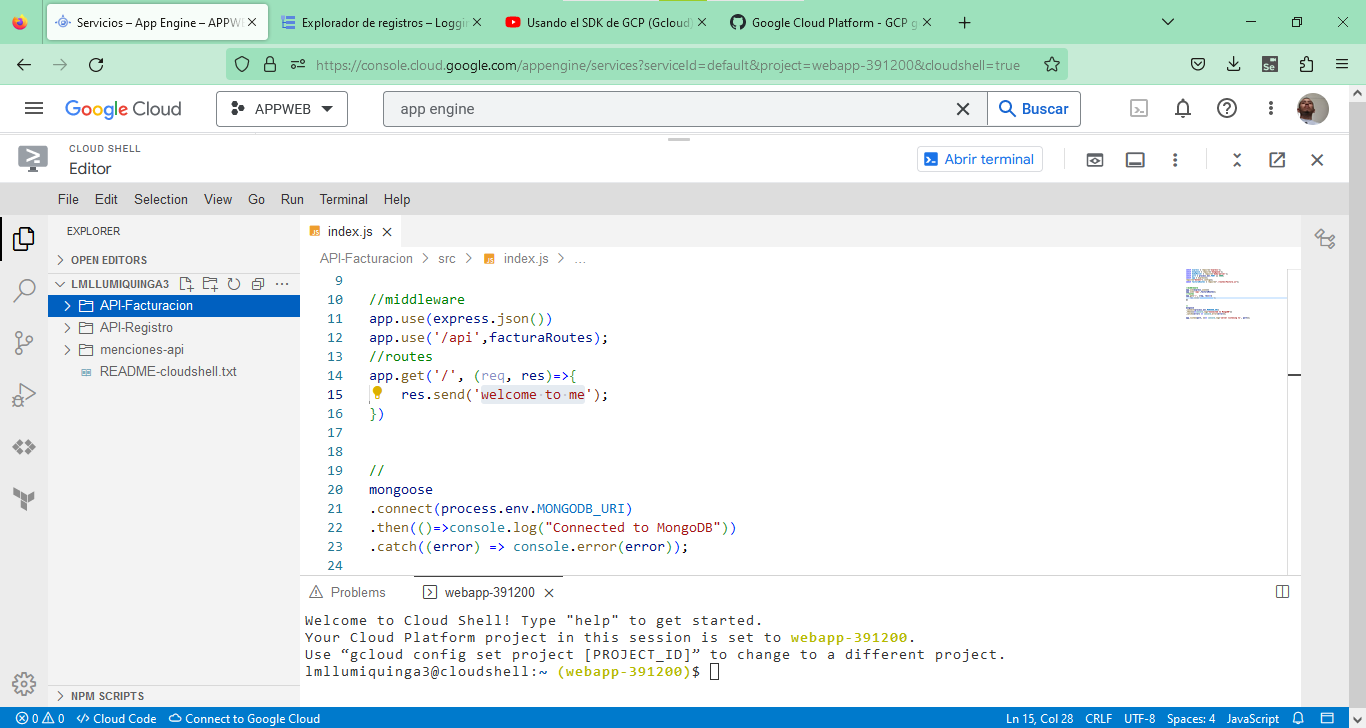 Servicios – App Engine – APPWE
Explorador de registros – Loggin
Usando el SDK de GCP (Gcloud)
Google Cloud Platform - GCP g
https://console.cloud.google.com/appengine/services?serviceId=default&project=webapp-391200&cloudshell=true
Google Cloud
APPWEB
app engine
Buscar
CLOUD SHELL
Editor
Abrir terminal
File Edit Selection View Go Run Terminal Help
EXPLORER
OPEN EDITORS
LMLLUMIQUINGA3
API-Facturacion
API-Registro
menciones-api
README-cloudshell.txt
NPM SCRIPTS
JS index.js
API-Facturacion > src > JS index.js > ...
9
10 //middleware
11 app.use(express.json())
12 app.use('/api',facturaRoutes);
13 //routes
14 app.get('/', (req, res)=>{
15 res.send('welcome to me');
16 })
17
18
19 //
20 mongoose
21 .connect(process.env.MONGODB_URI)
22 .then(()=>console.log("Connected to MongoDB"))
23 .catch((error) => console.error(error));
24
Problems
webapp-391200
Welcome to Cloud Shell! Type "help" to get started.
Your Cloud Platform project in this session is set to webapp-391200.
Use “gcloud config set project [PROJECT_ID]” to change to a different project.
lmllumiquinga3@cloudshell:~ (webapp-391200)$
0 0 Cloud Code Connect to Google Cloud
Ln 15, Col 28 CRLF UTF-8 Spaces: 4 JavaScript